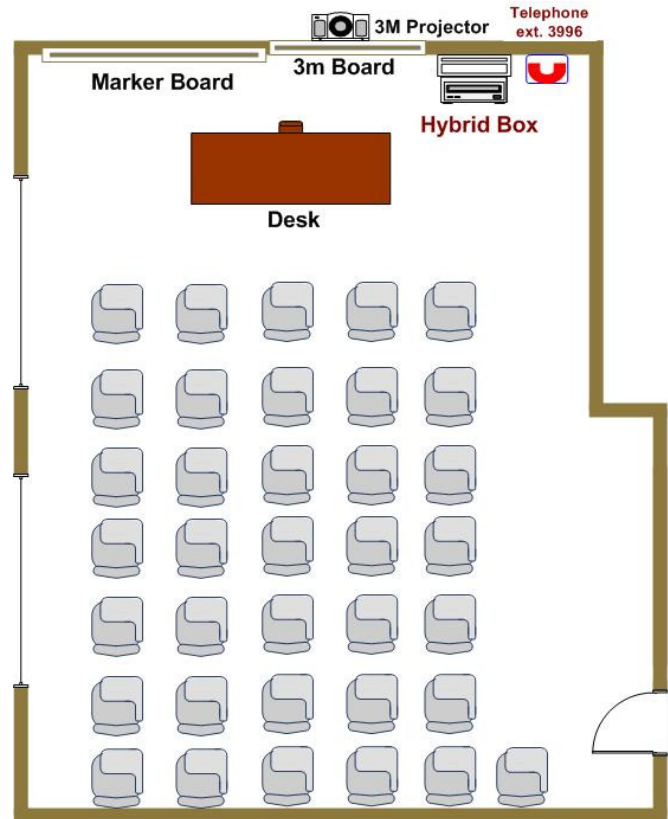 Telephone
ext. 3996
3M Projector
Marker Board
3m Board
Hybrid Box
Desk